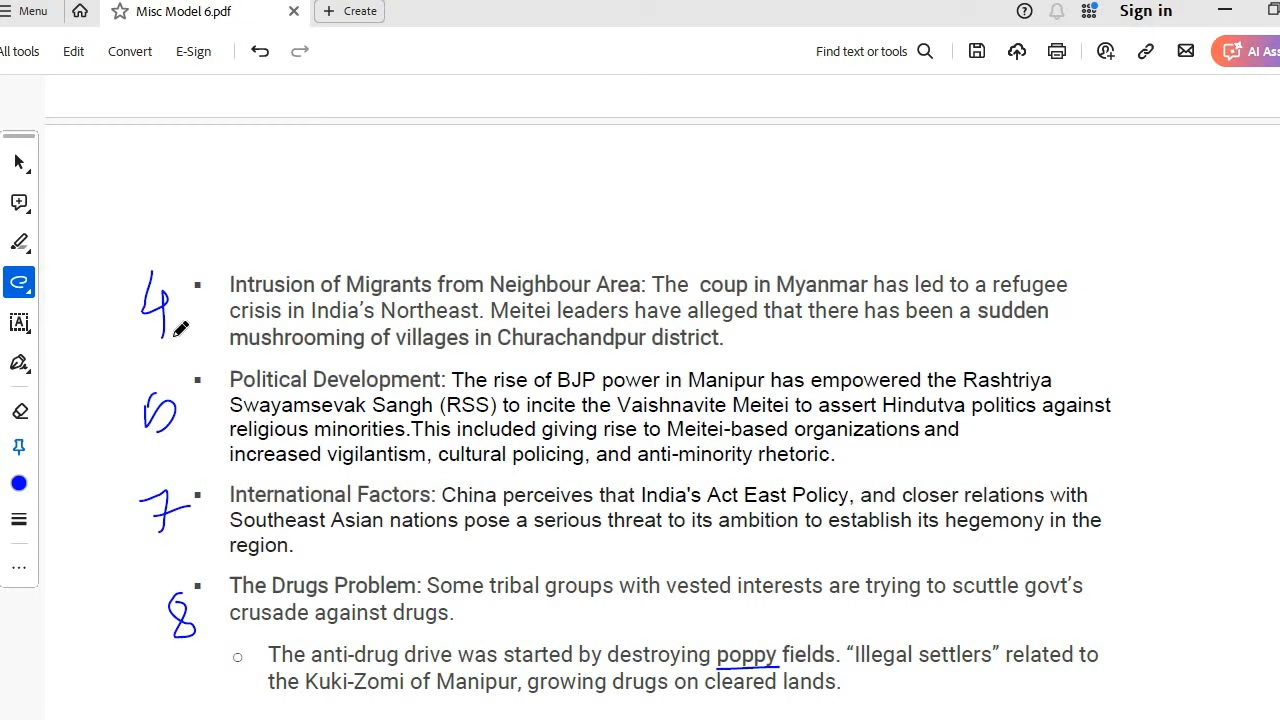 Menu
Misc Model 6.pdf
Create
Sign in
All tools
Edit
Convert
E-Sign
Find text or tools
AI Ass
4
▪ Intrusion of Migrants from Neighbour Area: The coup in Myanmar has led to a refugee
crisis in India’s Northeast. Meitei leaders have alleged that there has been a sudden
mushrooming of villages in Churachandpur district.
▪ Political Development: The rise of BJP power in Manipur has empowered the Rashtriya
Swayamsevak Sangh (RSS) to incite the Vaishnavite Meitei to assert Hindutva politics against
religious minorities.This included giving rise to Meitei-based organizations and
increased vigilantism, cultural policing, and anti-minority rhetoric.
7
▪ International Factors: China perceives that India's Act East Policy, and closer relations with
Southeast Asian nations pose a serious threat to its ambition to establish its hegemony in the
region.
8
▪ The Drugs Problem: Some tribal groups with vested interests are trying to scuttle govt’s
crusade against drugs.
○ The anti-drug drive was started by destroying poppy fields. “Illegal settlers” related to
the Kuki-Zomi of Manipur, growing drugs on cleared lands.